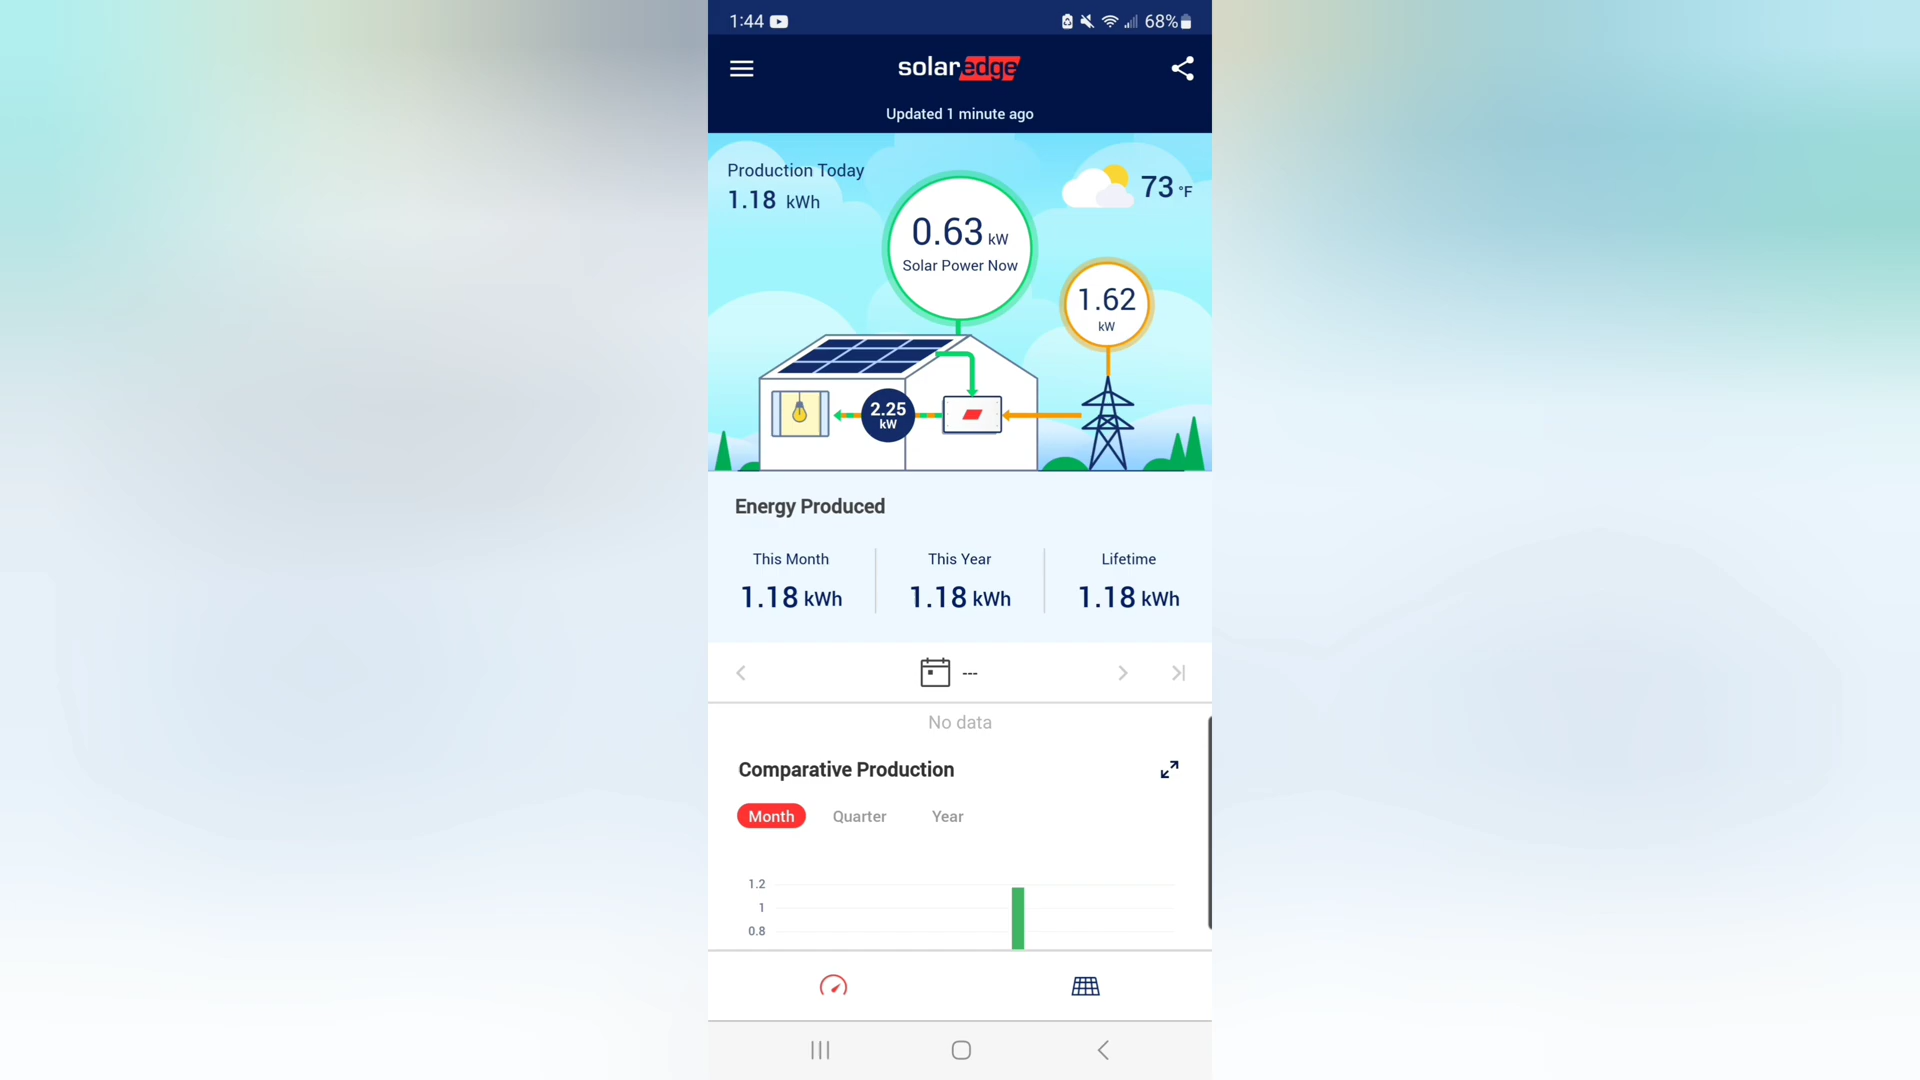 1:44
68%
solaredge
Updated 1 minute ago
Production Today
1.18 kWh
73 °F
0.63 kW
Solar Power Now
1.62
kW
2.25
kW
Energy Produced
This Month
1.18 kWh
This Year
1.18 kWh
Lifetime
1.18 kWh
---
No data
Comparative Production
Month
Quarter
Year
1.2
1
0.8